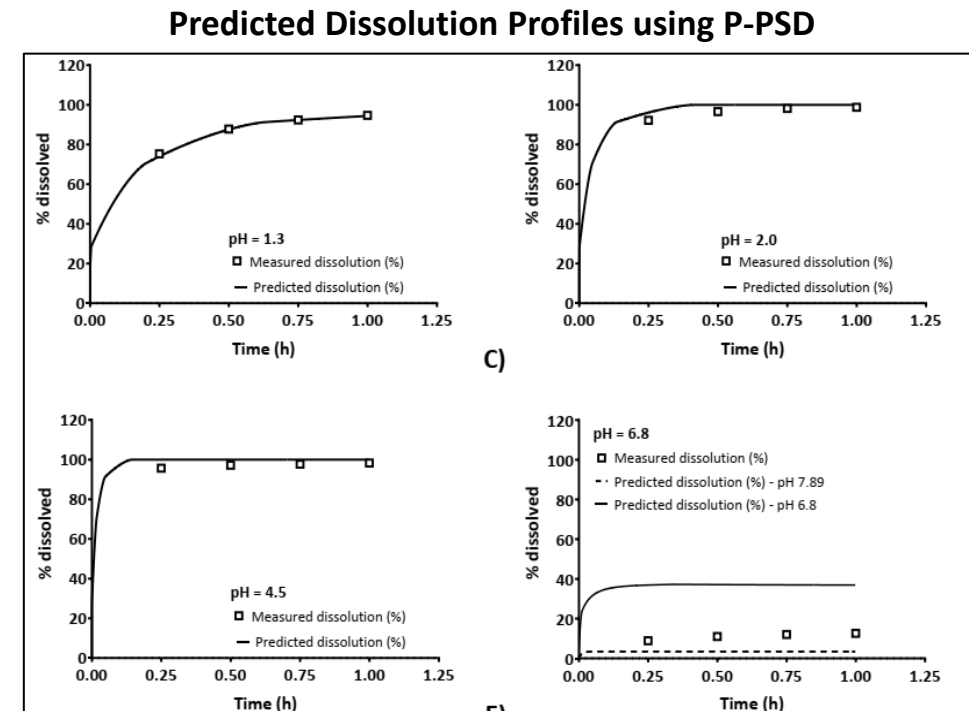 Predicted Dissolution Profiles using P-PSD
120
100
80
60
40
20
0
% dissolved
pH = 1.3
Measured dissolution (%)
Predicted dissolution (%)
0.00 0.25 0.50 0.75 1.00 1.25
Time (h)
120
100
80
60
40
20
0
% dissolved
pH = 2.0
Measured dissolution (%)
Predicted dissolution (%)
0.00 0.25 0.50 0.75 1.00 1.25
Time (h)
C)
120
100
80
60
40
20
0
% dissolved
pH = 4.5
Measured dissolution (%)
Predicted dissolution (%)
0.00 0.25 0.50 0.75 1.00 1.25
Time (h)
120
100
80
60
40
20
0
% dissolved
pH = 6.8
Measured dissolution (%)
Predicted dissolution (%) - pH 7.89
Predicted dissolution (%) - pH 6.8
0.00 0.25 0.50 0.75 1.00 1.25
Time (h)